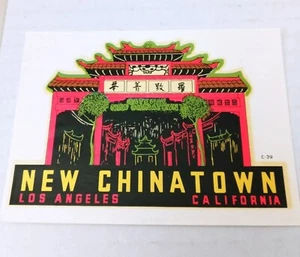 NEW CHINATOWN
LOS ANGELES CALIFORNIA
C-39